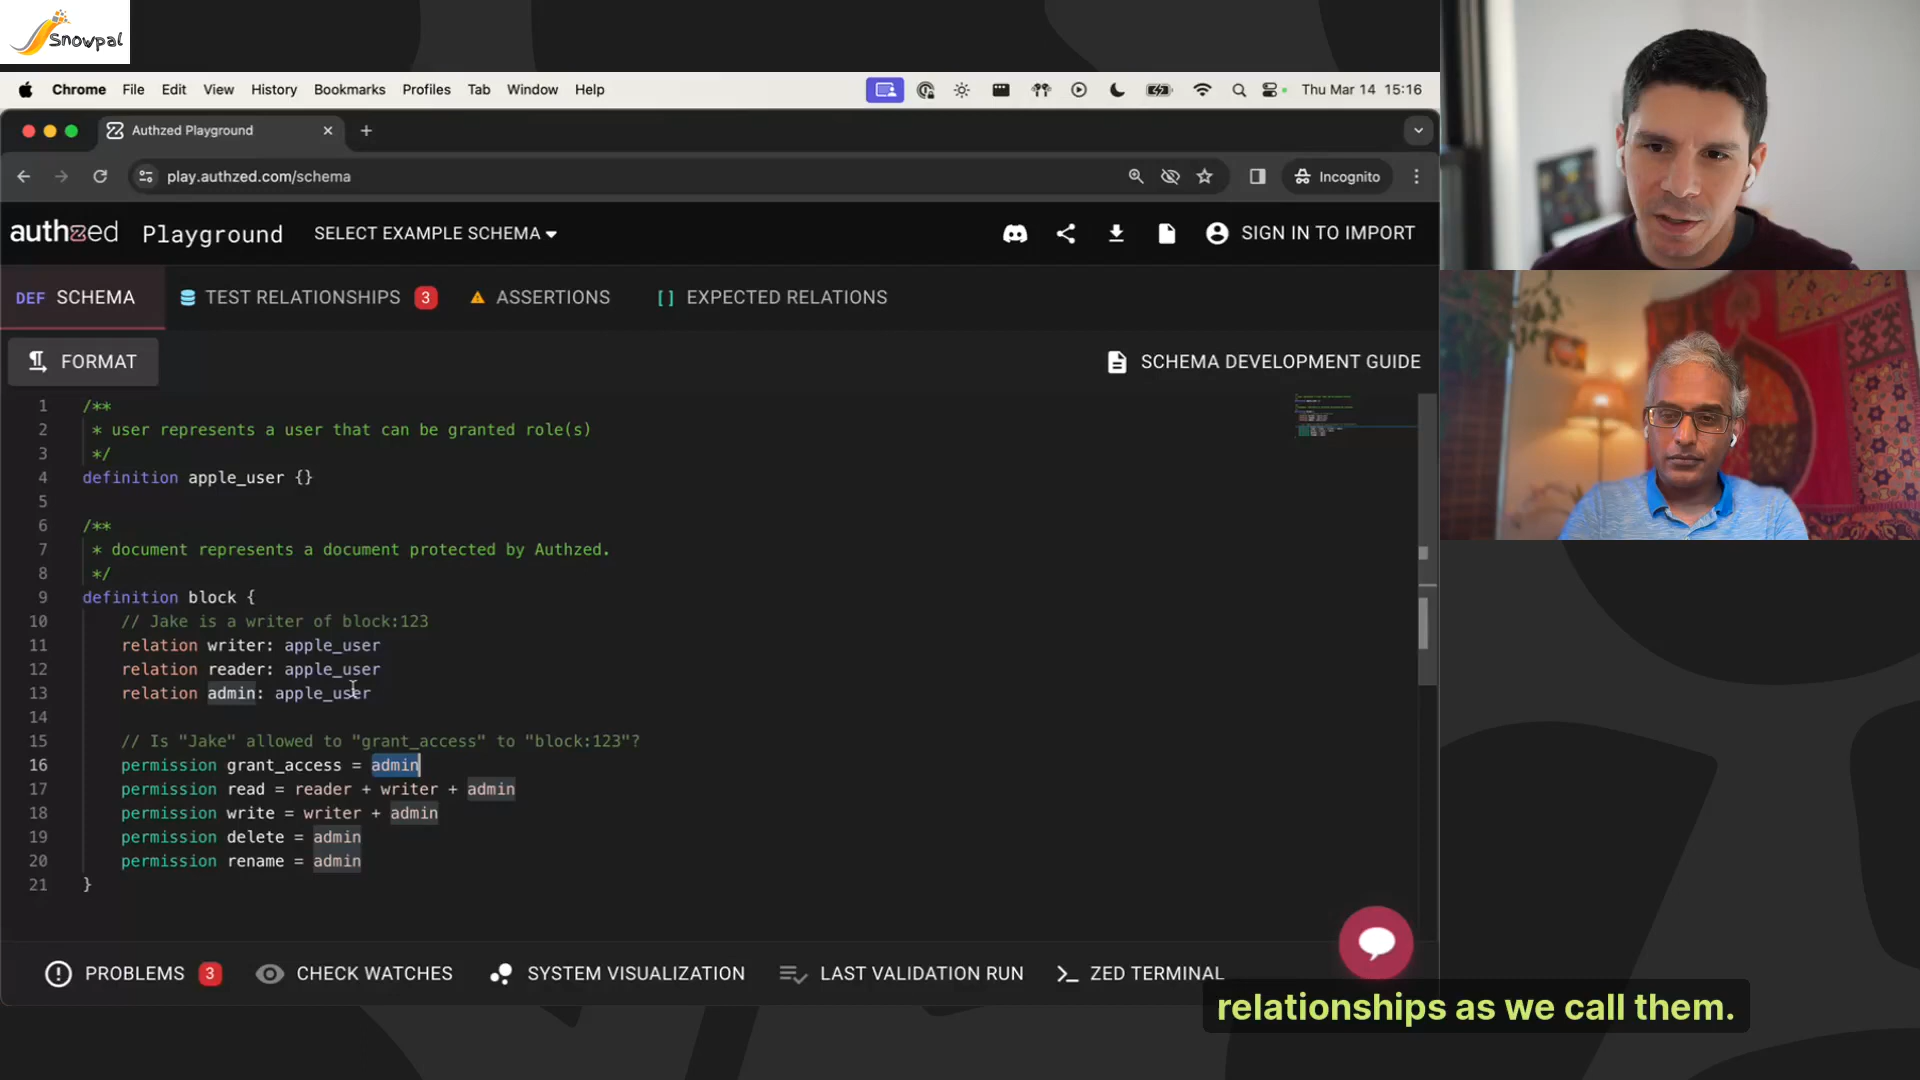 Snowpal
Chrome File Edit View History Bookmarks Profiles Tab Window Help Thu Mar 14 15:16
Authzed Playground
play.authzed.com/schema Incognito
authzed Playground SELECT EXAMPLE SCHEMA SIGN IN TO IMPORT
DEF SCHEMA TEST RELATIONSHIPS 3 ASSERTIONS [ ] EXPECTED RELATIONS
FORMAT SCHEMA DEVELOPMENT GUIDE
1 /**
2 * user represents a user that can be granted role(s)
3 */
4 definition apple_user {}
5
6 /**
7 * document represents a document protected by Authzed.
8 */
9 definition block {
10 // Jake is a writer of block:123
11 relation writer: apple_user
12 relation reader: apple_user
13 relation admin: apple_user
14
15 // Is "Jake" allowed to "grant_access" to "block:123"?
16 permission grant_access = admin
17 permission read = reader + writer + admin
18 permission write = writer + admin
19 permission delete = admin
20 permission rename = admin
21 }
PROBLEMS 3 CHECK WATCHES SYSTEM VISUALIZATION LAST VALIDATION RUN ZED TERMINAL
relationships as we call them.